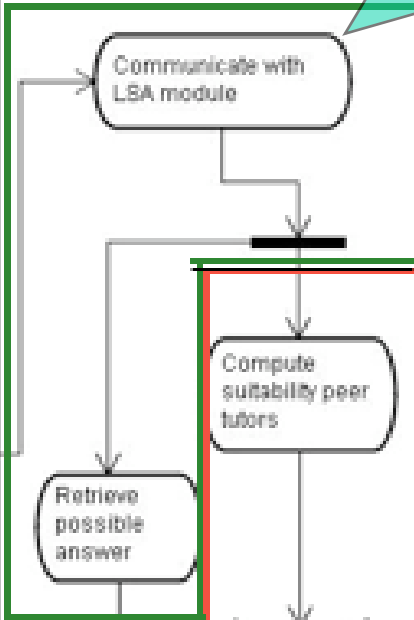 Communicate with
LSA module
Compute
suitability peer
tutors
Retrieve
possible
answer